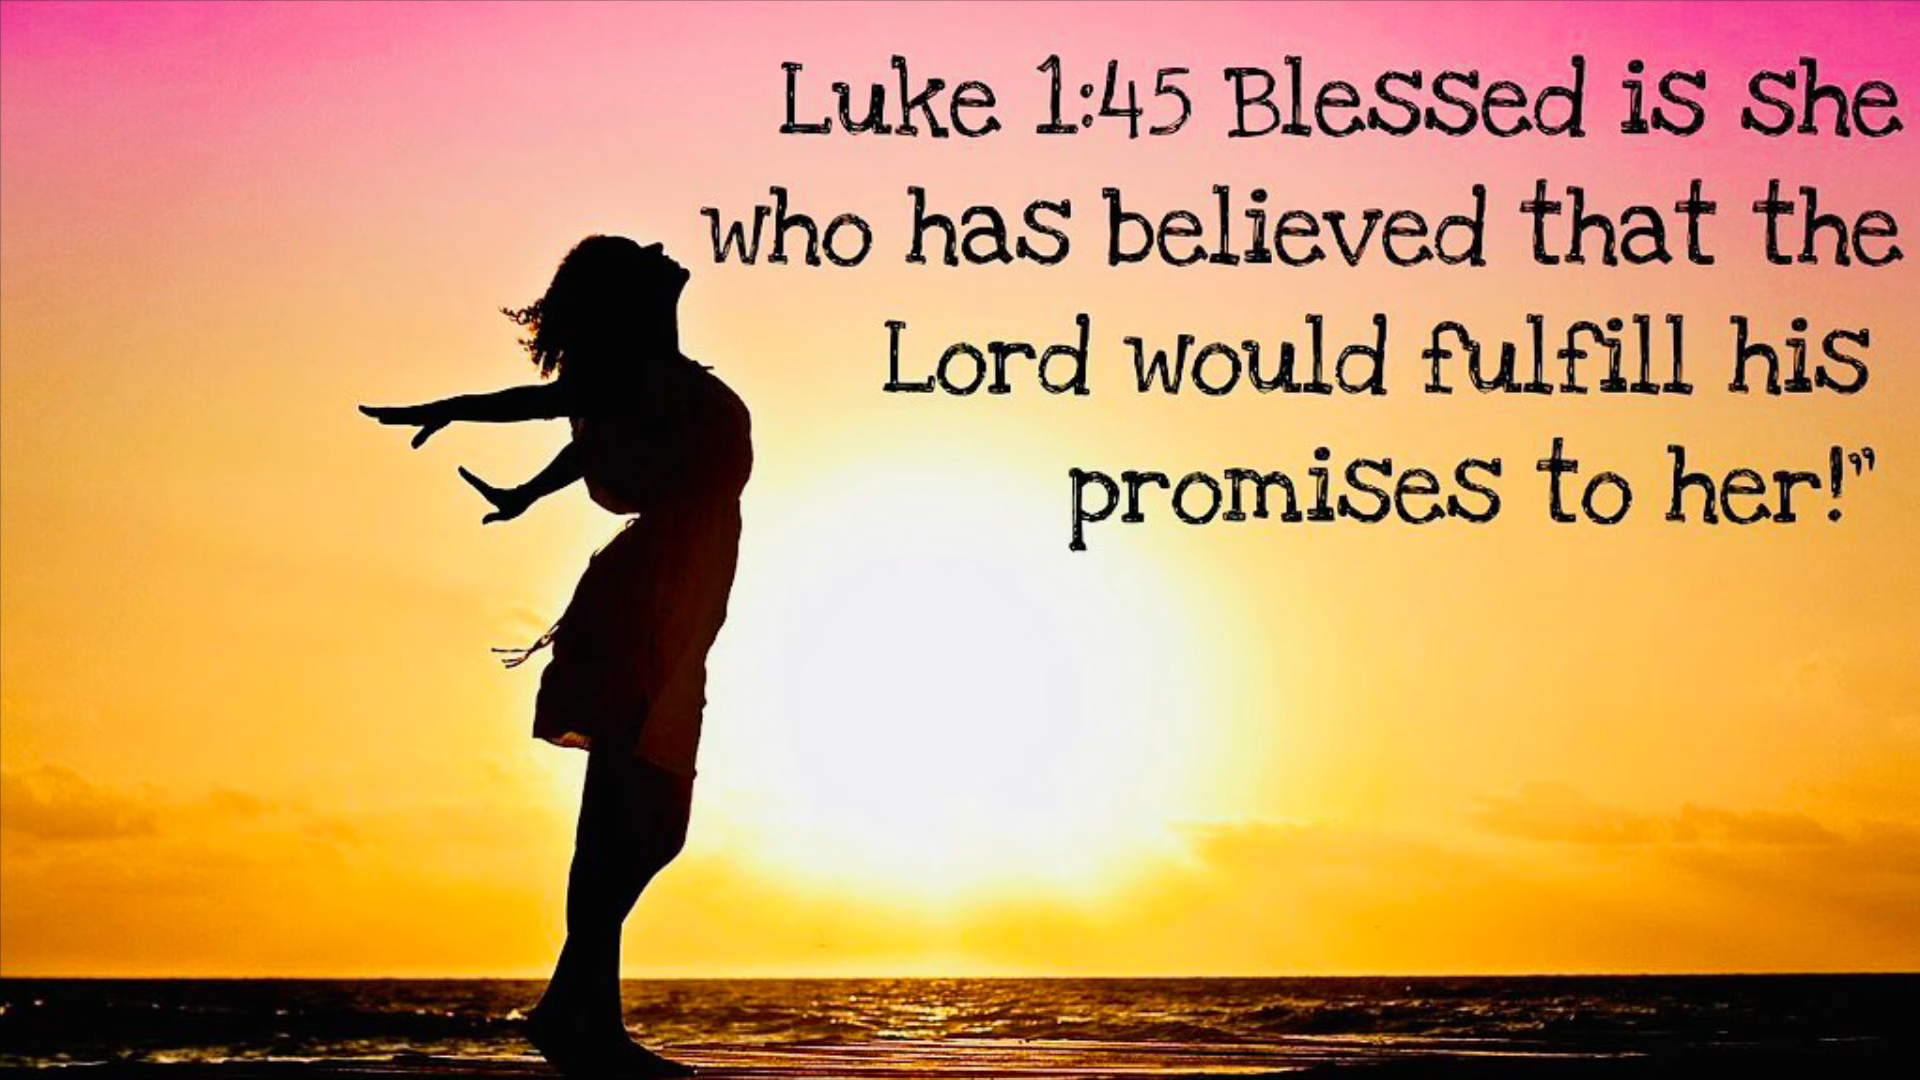 Luke 1:45 Blessed is she
who has believed that the
Lord would fulfill his
promises to her!”